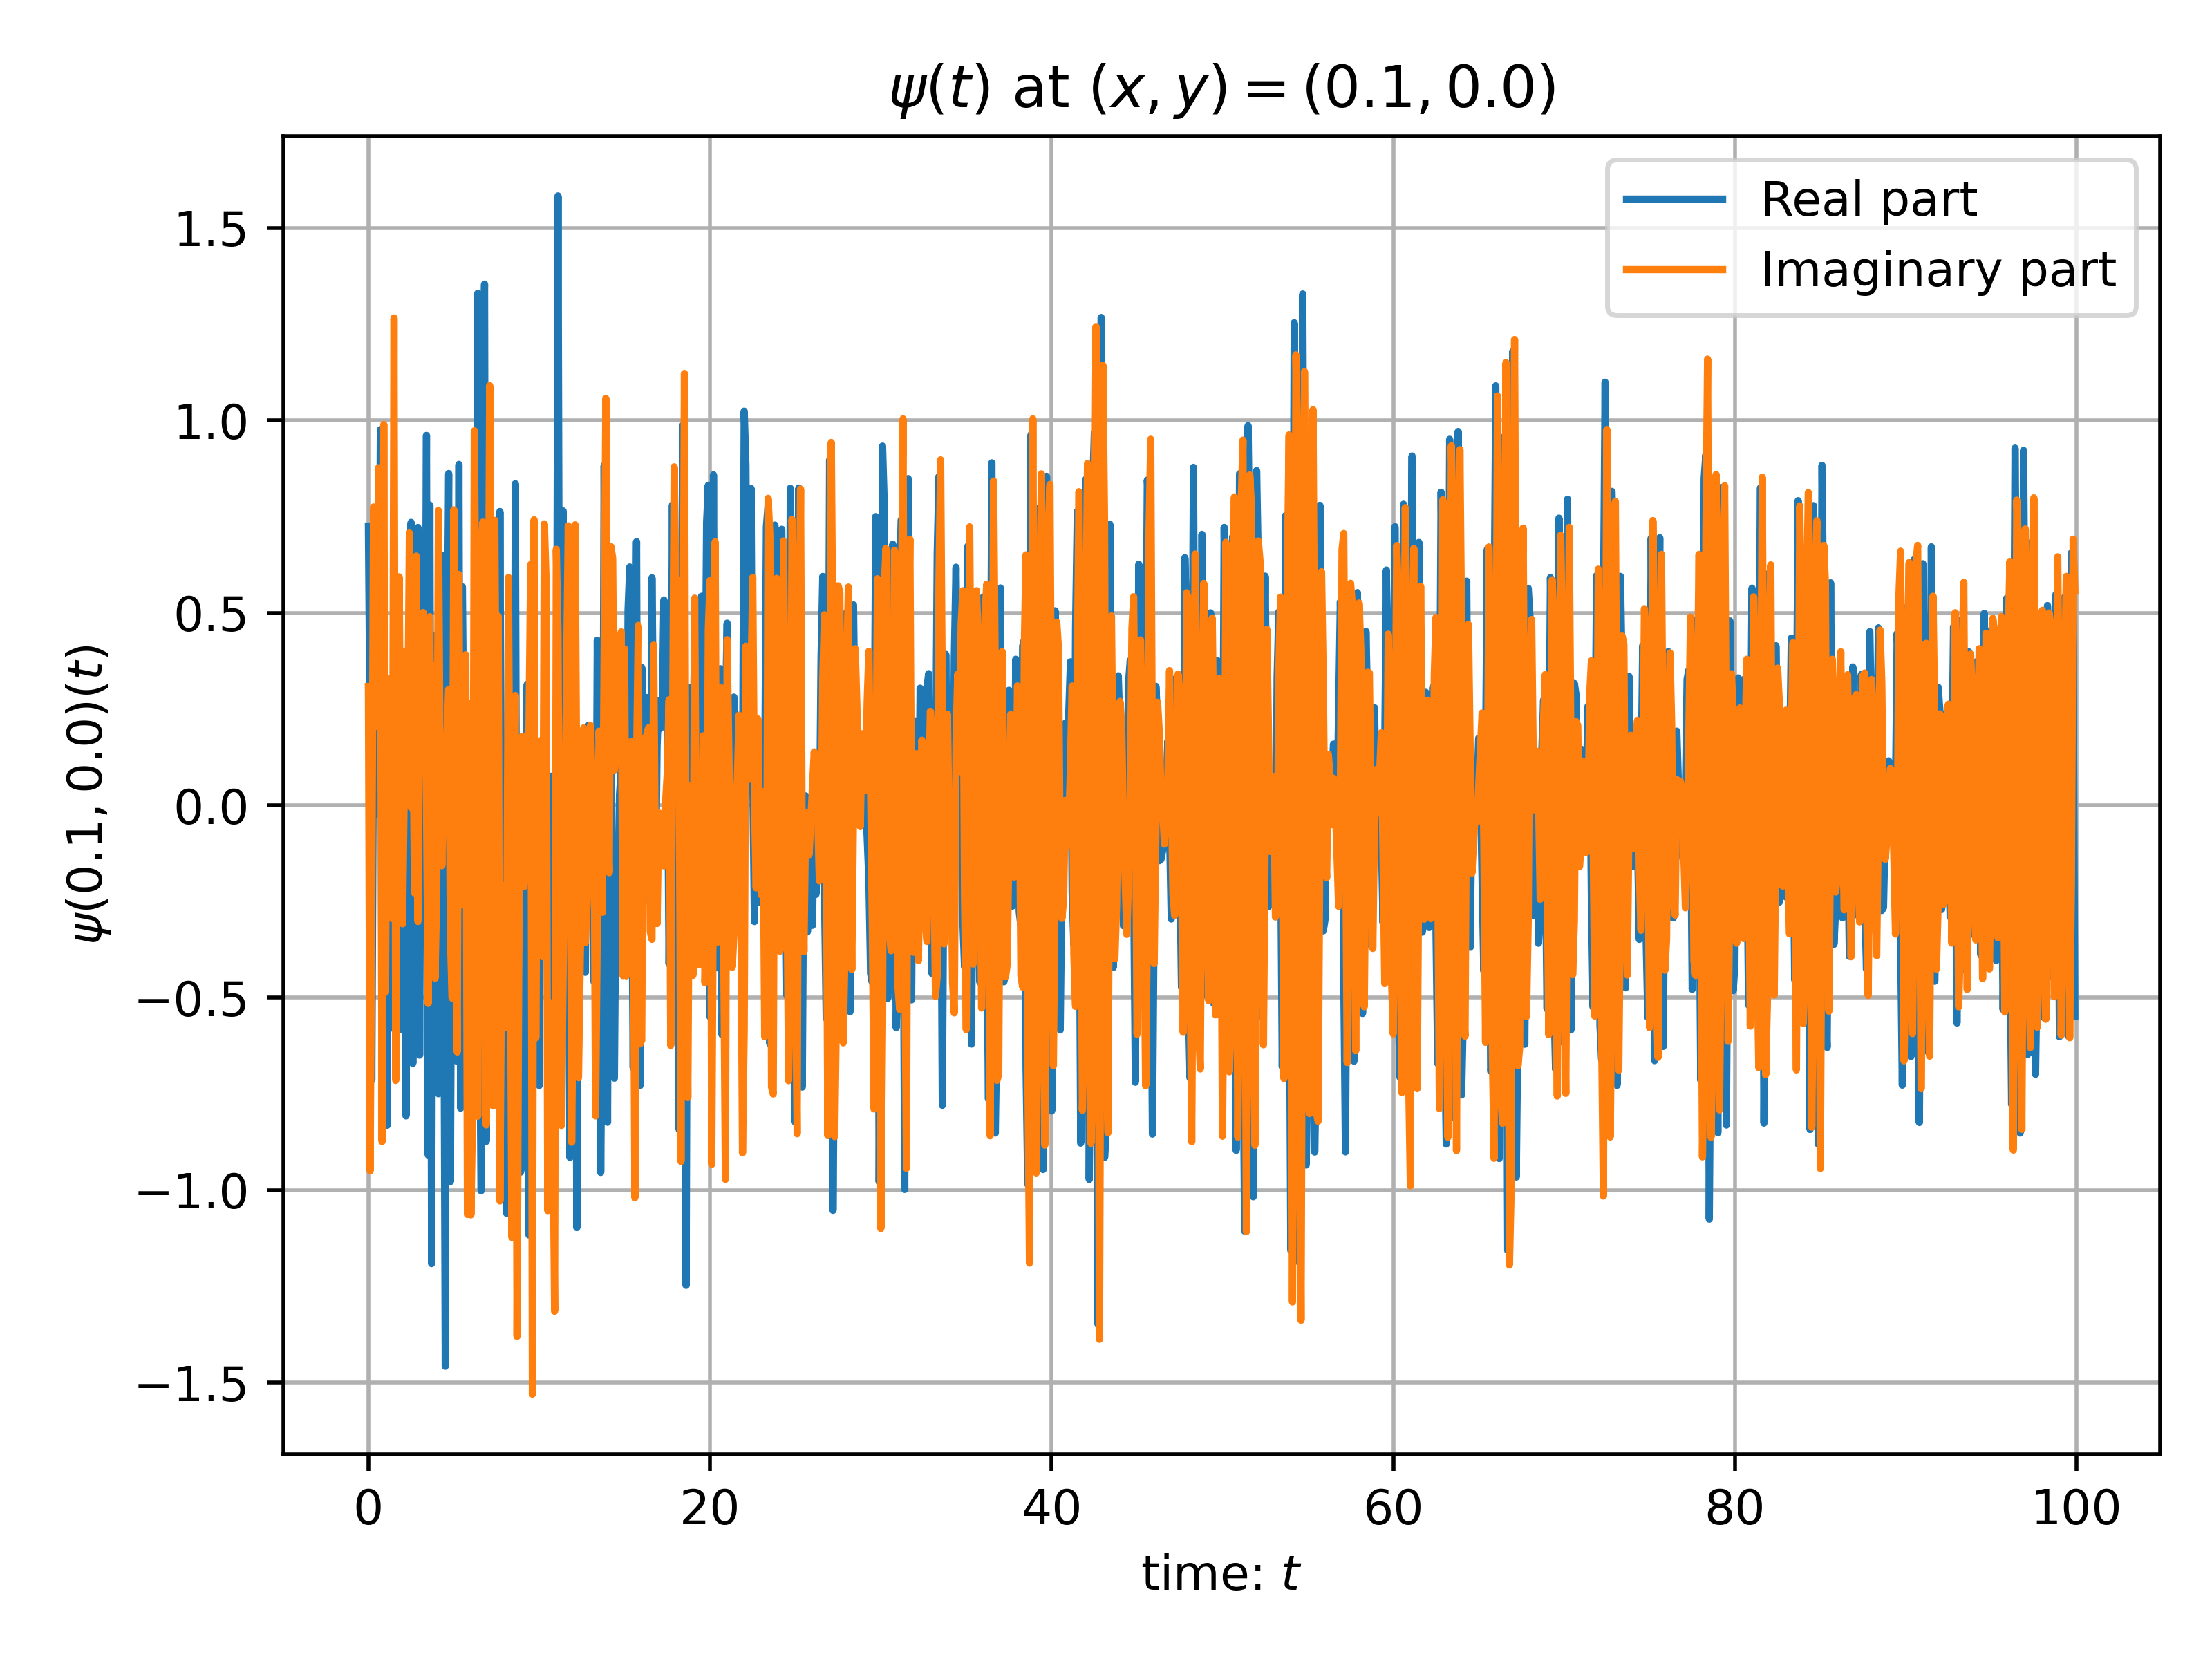 ψ(t) at (x, y) = (0.1, 0.0)
Real part
Imaginary part
ψ(0.1, 0.0)(t)
1.5
1.0
0.5
0.0
−0.5
−1.0
−1.5
0 20 40 60 80 100
time: t